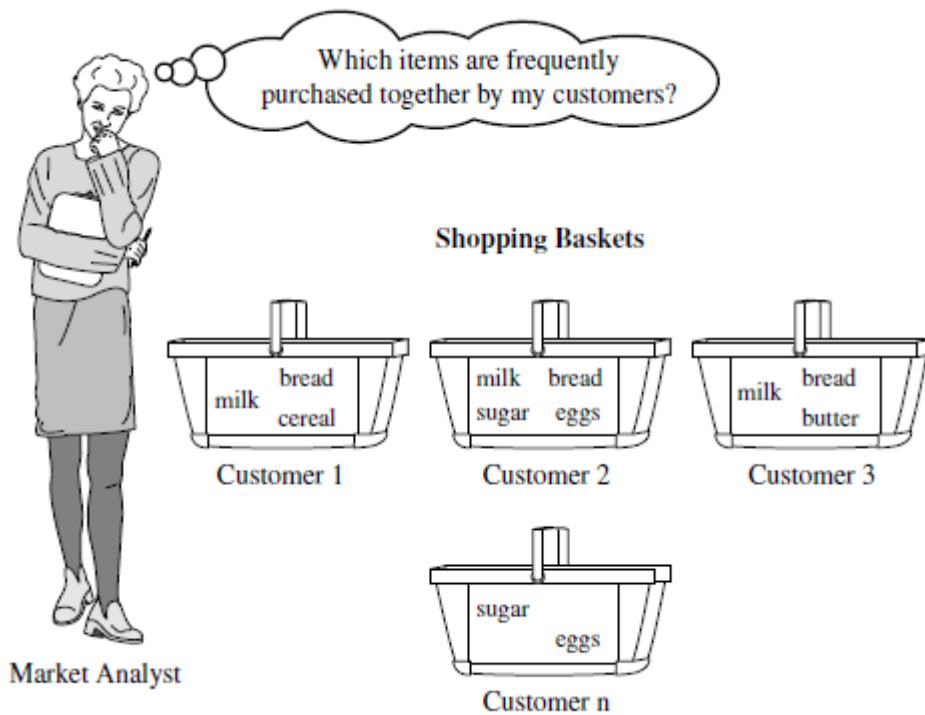 Which items are frequently
purchased together by my customers?
Shopping Baskets
milk
bread
cereal
Customer 1
milk bread
sugar eggs
Customer 2
milk
bread
butter
Customer 3
sugar
eggs
Customer n
Market Analyst